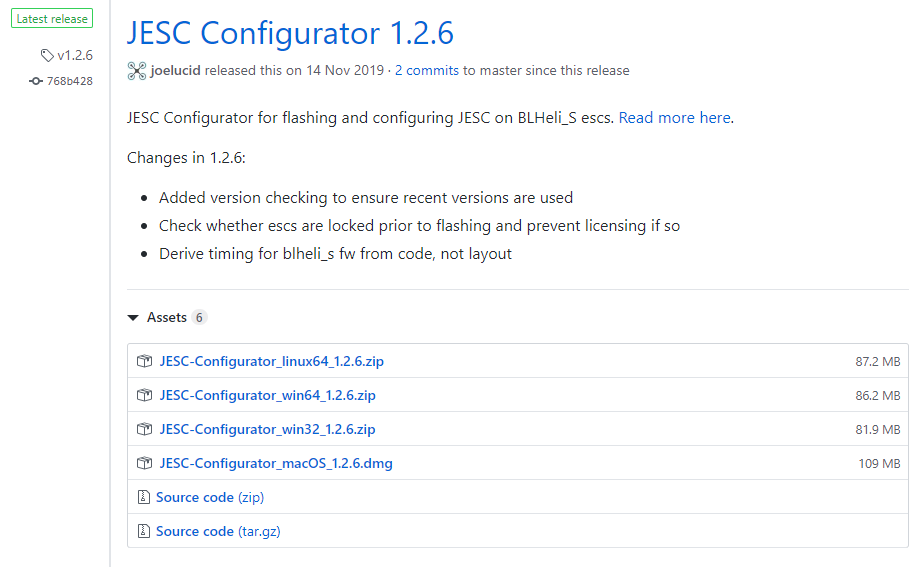 Latest release
v1.2.6
768b428
JESC Configurator 1.2.6
joelucid released this on 14 Nov 2019 · 2 commits to master since this release
JESC Configurator for flashing and configuring JESC on BLHeli_S escs. Read more here.
Changes in 1.2.6:
• Added version checking to ensure recent versions are used
• Check whether escs are locked prior to flashing and prevent licensing if so
• Derive timing for blheli_s fw from code, not layout
Assets 6
JESC-Configurator_linux64_1.2.6.zip 87.2 MB
JESC-Configurator_win64_1.2.6.zip 86.2 MB
JESC-Configurator_win32_1.2.6.zip 81.9 MB
JESC-Configurator_macOS_1.2.6.dmg 109 MB
Source code (zip)
Source code (tar.gz)